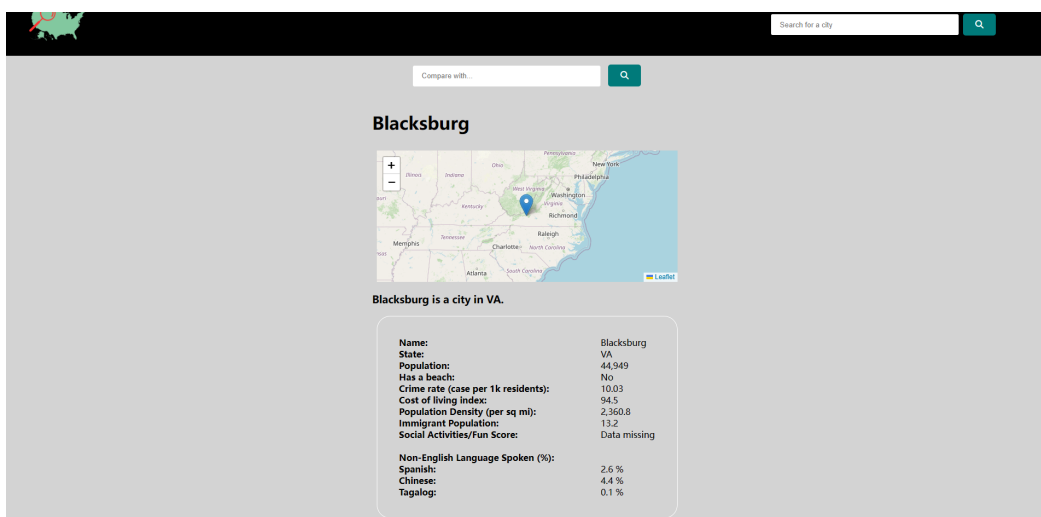 Search for a city
Compare with...
Blacksburg
+
−
Pennsylvania
New York
Ohio
Illinois
Indiana
Philadelphia
West Virginia
Washington
Kentucky
Virginia
Richmond
Tennessee
Raleigh
Memphis
Charlotte
North Carolina
Atlanta
South Carolina
Leaflet
Blacksburg is a city in VA.
Name: Blacksburg
State: VA
Population: 44,949
Has a beach: No
Crime rate (case per 1k residents): 10.03
Cost of living index: 94.5
Population Density (per sq mi): 2,360.8
Immigrant Population: 13.2
Social Activities/Fun Score: Data missing
Non-English Language Spoken (%):
Spanish: 2.6 %
Chinese: 4.4 %
Tagalog: 0.1 %